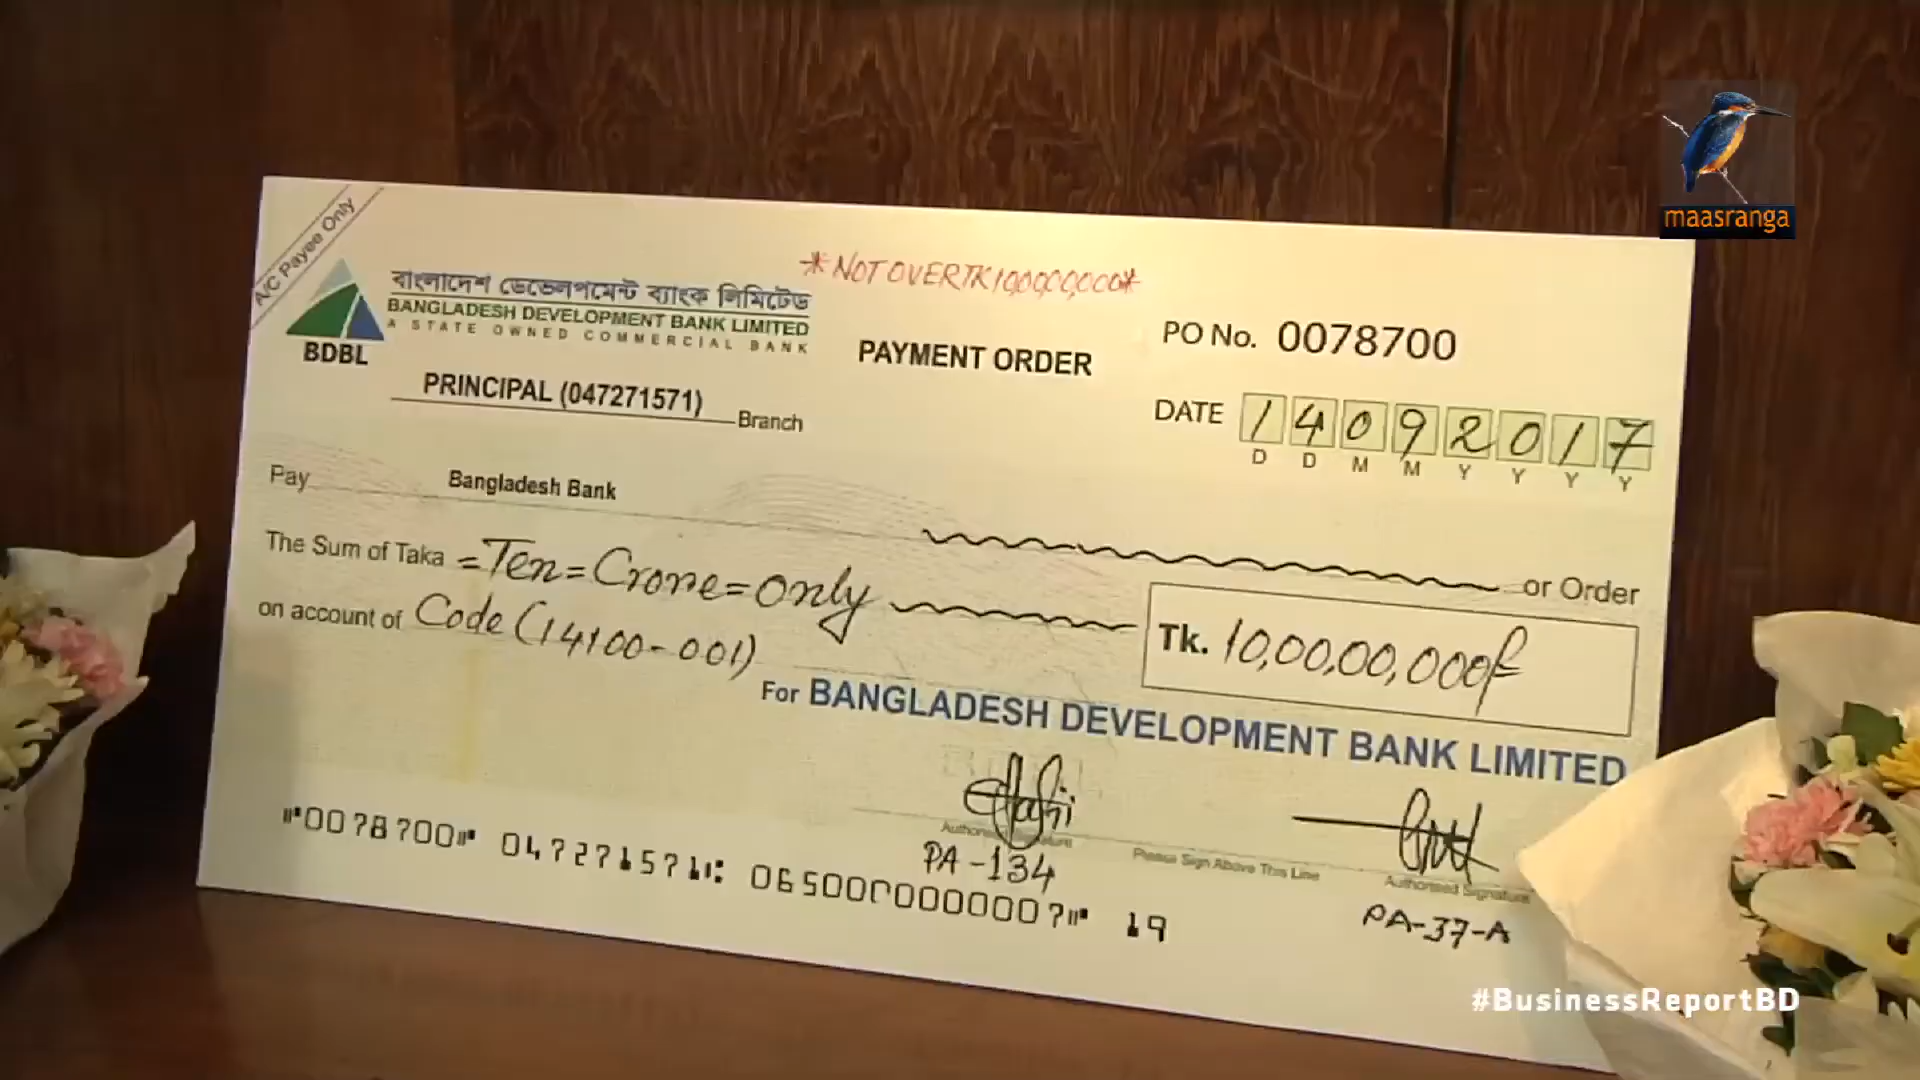 maasranga
A/C Payee Only
বাংলাদেশ ডেভেলপমেন্ট ব্যাংক লিমিটেড
BANGLADESH DEVELOPMENT BANK LIMITED
A STATE OWNED COMMERCIAL BANK
BDBL
*NOT OVER TK 10,00,00,000*
PAYMENT ORDER
PO No. 0078700
PRINCIPAL (047271571) Branch
DATE 14092017
D D M M Y Y Y Y
Pay Bangladesh Bank or Order
The Sum of Taka =Ten=Crore=only
on account of Code (14100-001)
Tk. 10,00,00,000/=
For BANGLADESH DEVELOPMENT BANK LIMITED
Authorised Signature
Please Sign Above This Line
Authorised Signature
PA-134
PA-37-A
⑈0078700⑈ 047271571⑆ 0650000000007⑈ 19
#BusinessReportBD